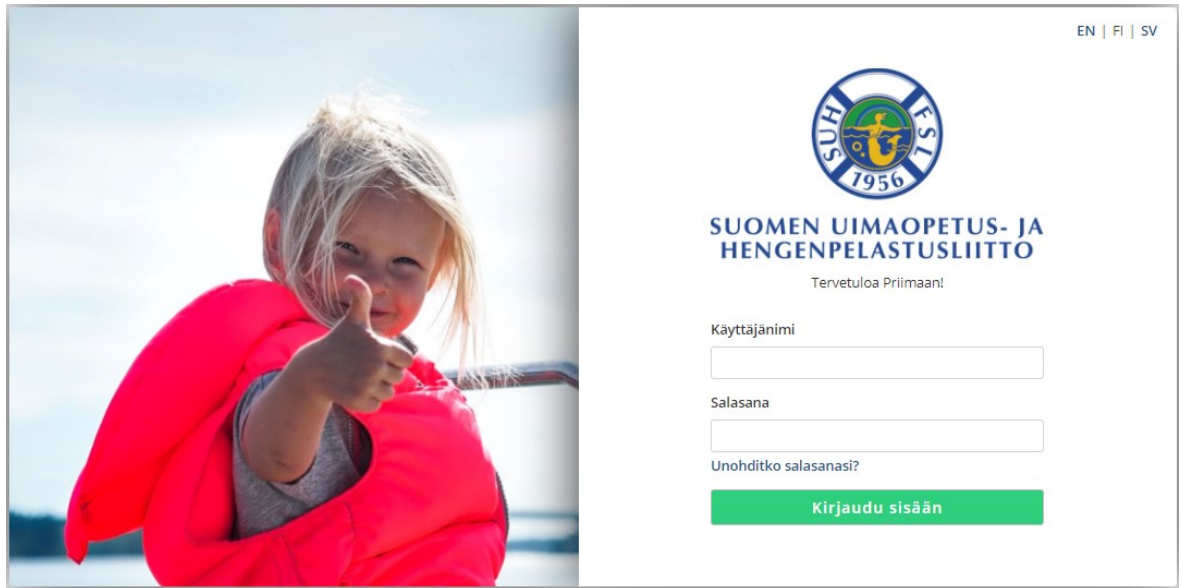 EN | FI | SV
SUH FSL
1956
SUOMEN UIMAOPETUS- JA
HENGENPELASTUSLIITTO
Tervetuloa Priimaan!
Käyttäjänimi
Salasana
Unohditko salasanasi?
Kirjaudu sisään